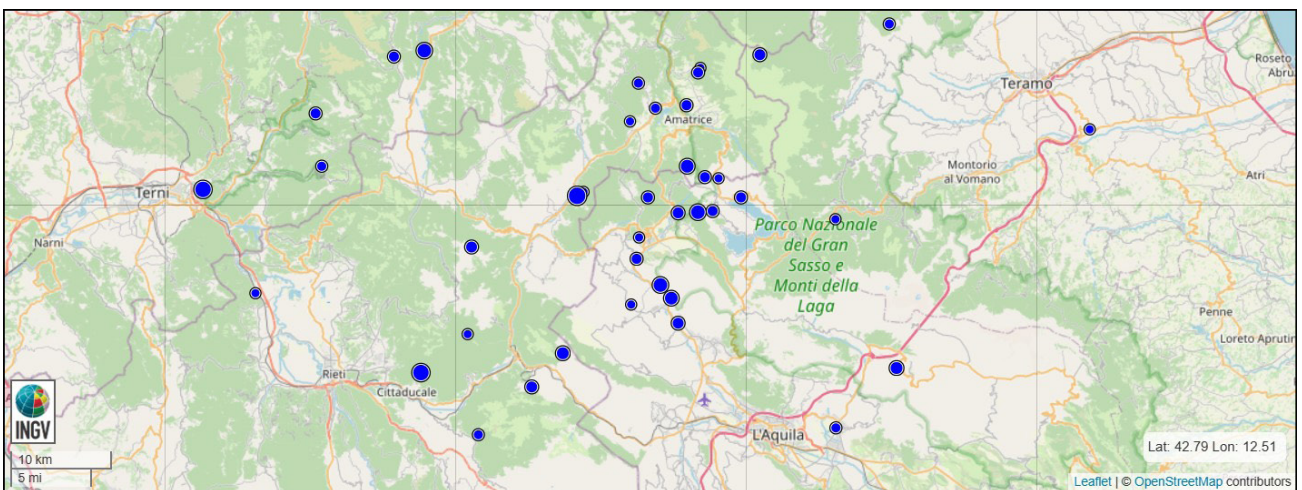 Roseto
Abru
Teramo
Amatrice
Montorio
al Vomano
Atri
Terni
Narni
Parco Nazionale
del Gran
Sasso e
Monti della
Laga
Penne
Loreto Aprutin
Rieti
Cittaducale
INGV
L'Aquila
Lat: 42.79 Lon: 12.51
10 km
5 mi
Leaflet | © OpenStreetMap contributors